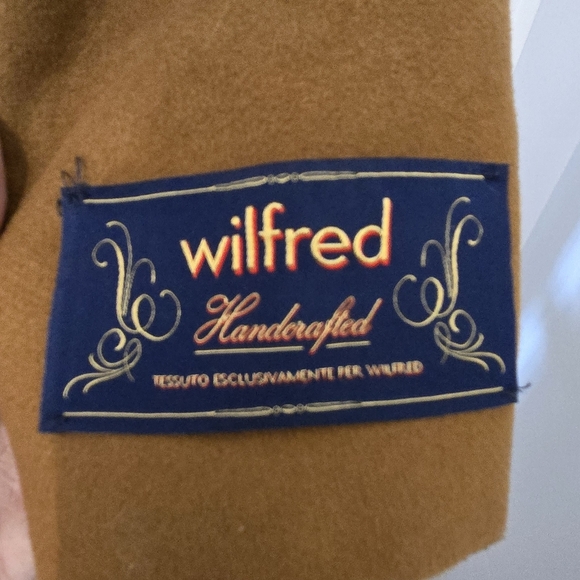 wilfred
Handcrafted
TESSUTO ESCLUSIVAMENTE PER WILFRED